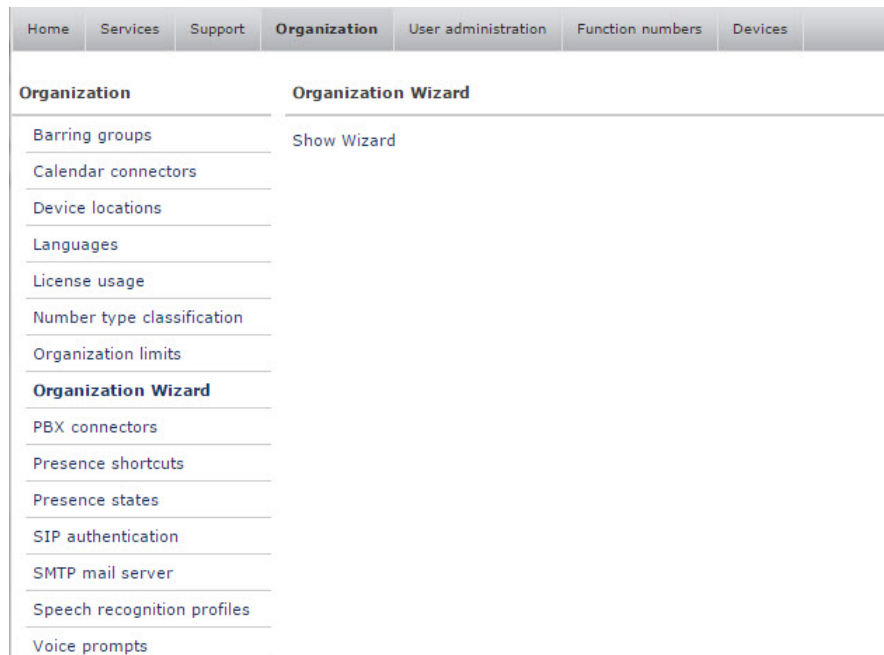 Home Services Support Organization User administration Function numbers Devices
Organization
Barring groups
Calendar connectors
Device locations
Languages
License usage
Number type classification
Organization limits
Organization Wizard
PBX connectors
Presence shortcuts
Presence states
SIP authentication
SMTP mail server
Speech recognition profiles
Voice prompts
Organization Wizard
Show Wizard